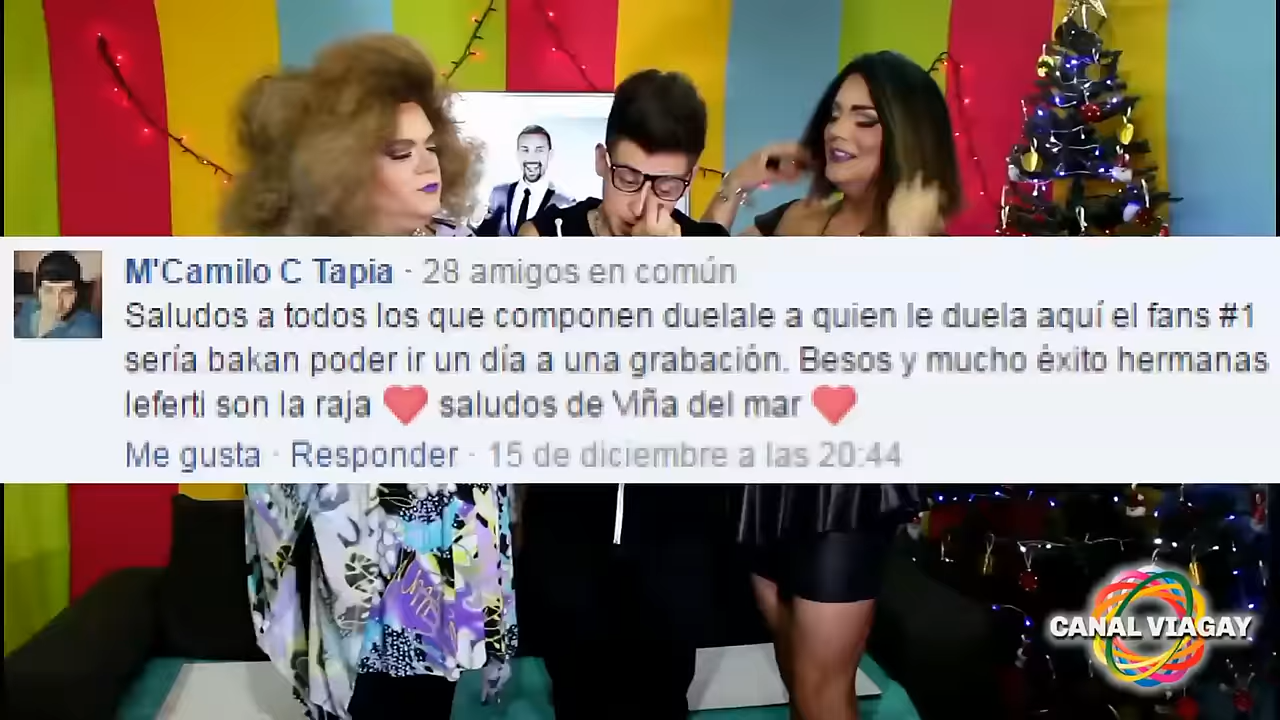 M'Camilo C Tapia · 28 amigos en común
Saludos a todos los que componen duelale a quien le duela aquí el fans #1
sería bakan poder ir un día a una grabación. Besos y mucho éxito hermanas
leferti son la raja ❤ saludos de Viña del mar ❤
Me gusta · Responder · 15 de diciembre a las 20:44
CANAL VIAGAY